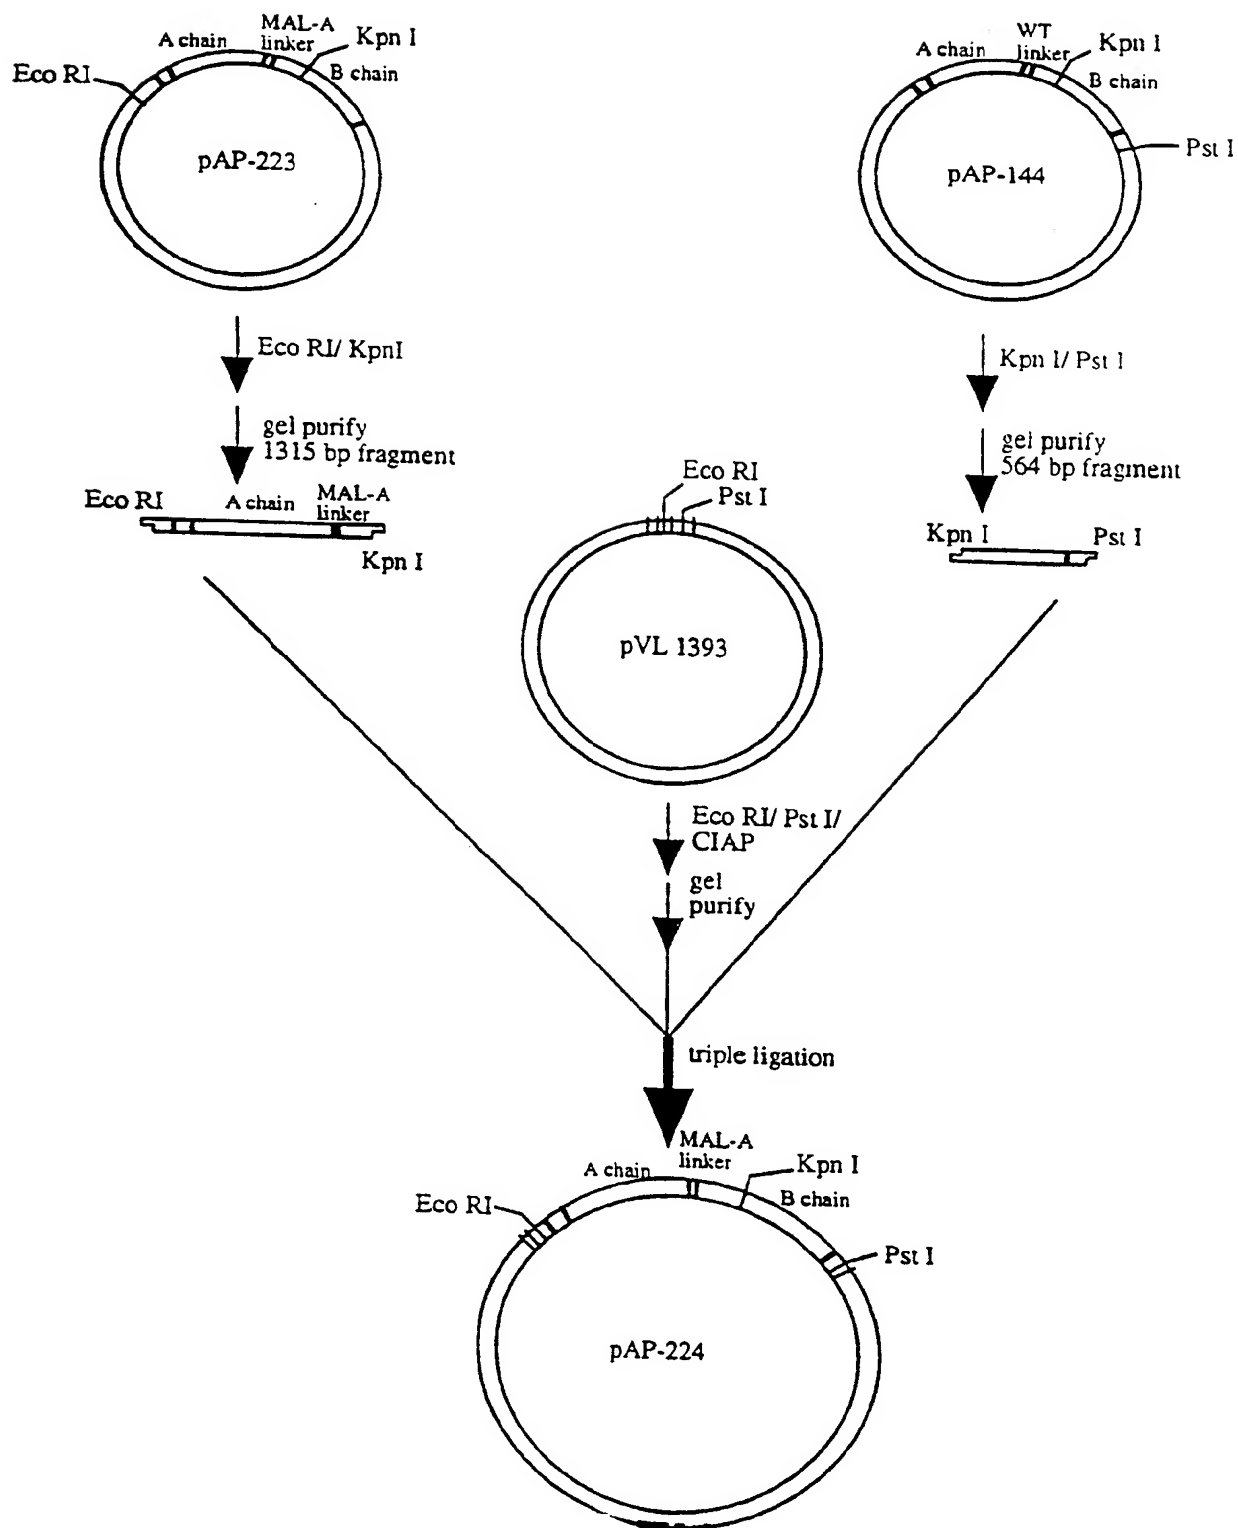 MAL-A
linker
A chain
Kpn I
B chain
Eco RI
pAP-223
WT
linker
A chain
Kpn I
B chain
Pst I
pAP-144
Eco RI/ KpnI
gel purify
1315 bp fragment
Kpn I/ Pst I
gel purify
564 bp fragment
Eco RI
A chain
MAL-A
linker
Kpn I
Kpn I
Pst I
Eco RI
Pst I
pVL 1393
Eco RI/ Pst I/
CIAP
gel
purify
triple ligation
MAL-A
linker
A chain
Kpn I
B chain
Eco RI
Pst I
pAP-224